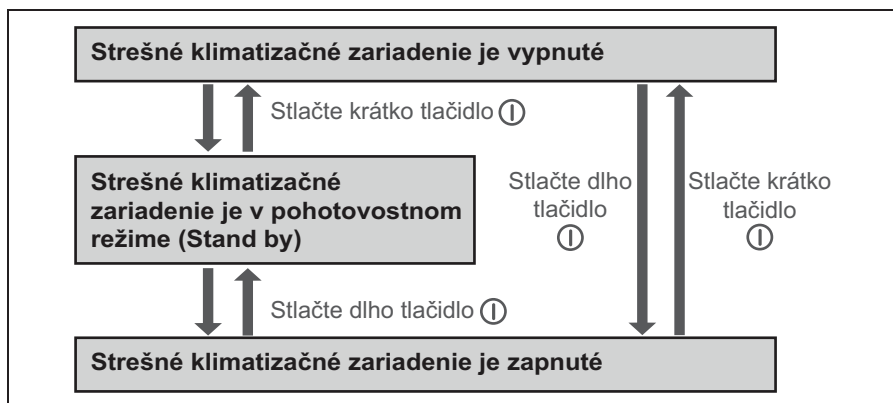 Strešné klimatizačné zariadenie je vypnuté
Stlačte krátko tlačidlo
Strešné klimatizačné
zariadenie je v pohotovostnom
režime (Stand by)
Stlačte dlho
tlačidlo
Stlačte krátko
tlačidlo
Stlačte dlho tlačidlo
Strešné klimatizačné zariadenie je zapnuté